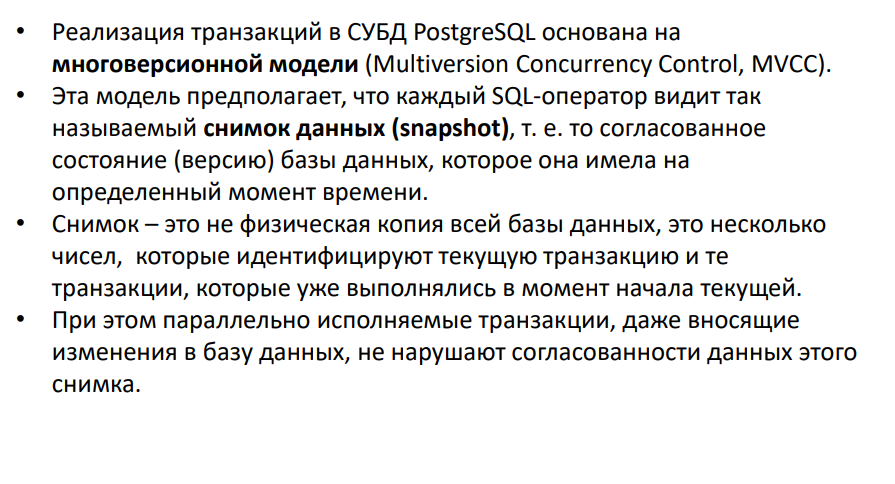 • Реализация транзакций в СУБД PostgreSQL основана на
многоверсионной модели (Multiversion Concurrency Control, MVCC).
• Эта модель предполагает, что каждый SQL-оператор видит так
называемый снимок данных (snapshot), т. е. то согласованное
состояние (версию) базы данных, которое она имела на
определенный момент времени.
• Снимок – это не физическая копия всей базы данных, это несколько
чисел,  которые идентифицируют текущую транзакцию и те
транзакции, которые уже выполнялись в момент начала текущей.
• При этом параллельно исполняемые транзакции, даже вносящие
изменения в базу данных, не нарушают согласованности данных этого
снимка.